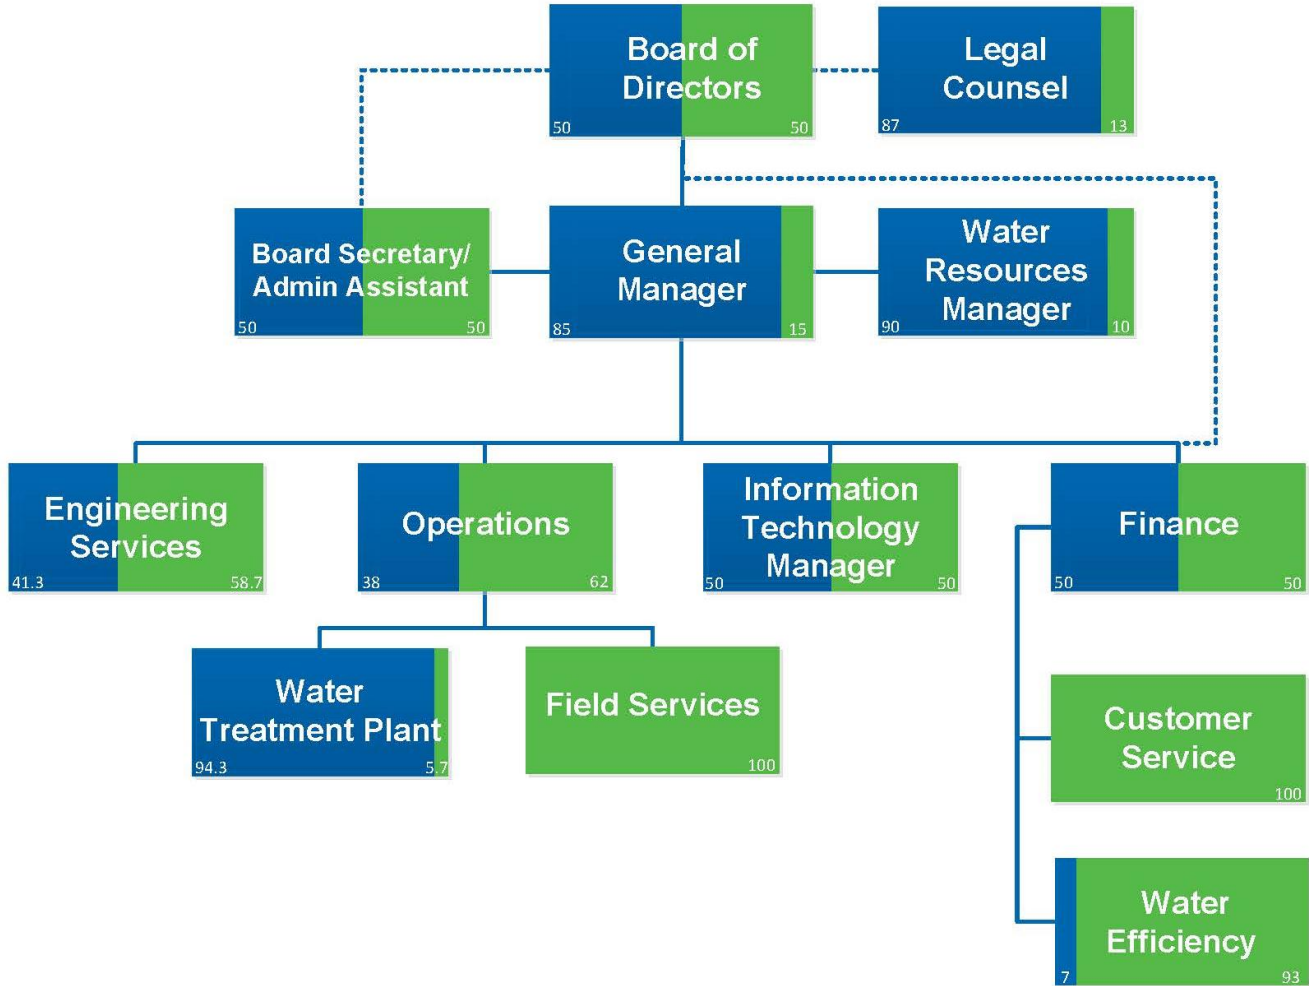 Board of
Directors
50
50
Legal
Counsel
87
13
Board Secretary/
Admin Assistant
50
50
General
Manager
85
15
Water
Resources
Manager
90
10
Engineering
Services
41.3
58.7
Operations
38
62
Information
Technology
Manager
50
50
Finance
50
50
Water
Treatment Plant
94.3
5.7
Field Services
100
Customer
Service
100
Water
Efficiency
7
93